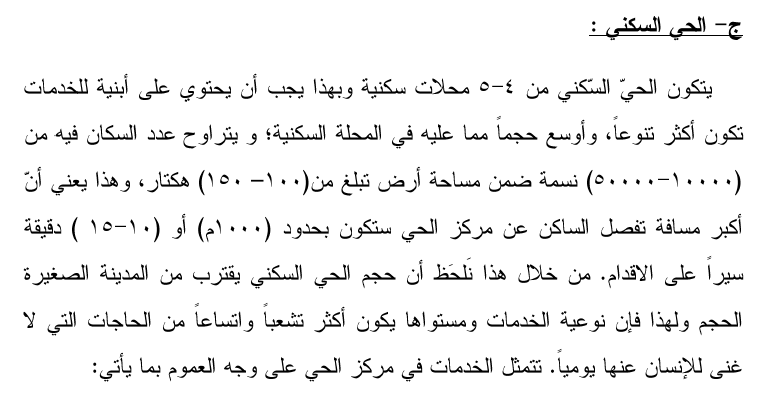 ج- الحي السكني :
يتكون الحيّ السّكني من ٤-٥ محلات سكنية وبهذا يجب أن يحتوي على أبنية للخدمات
تكون أكثر تنوعاً، وأوسع حجماً مما عليه في المحلة السكنية؛ و يتراوح عدد السكان فيه من
(١٠٠٠٠-٥٠٠٠٠) نسمة ضمن مساحة أرض تبلغ من(١٠٠- ١٥٠) هكتار، وهذا يعني أنّ
أكبر مسافة تفصل الساكن عن مركز الحي ستكون بحدود (١٠٠٠م) أو (١٠-١٥ ) دقيقة
سيراً على الاقدام. من خلال هذا نَلحَظ أن حجم الحي السكني يقترب من المدينة الصغيرة
الحجم ولهذا فإن نوعية الخدمات ومستواها يكون أكثر تشعباً واتساعاً من الحاجات التي لا
غنى للإنسان عنها يومياً. تتمثل الخدمات في مركز الحي على وجه العموم بما يأتي: